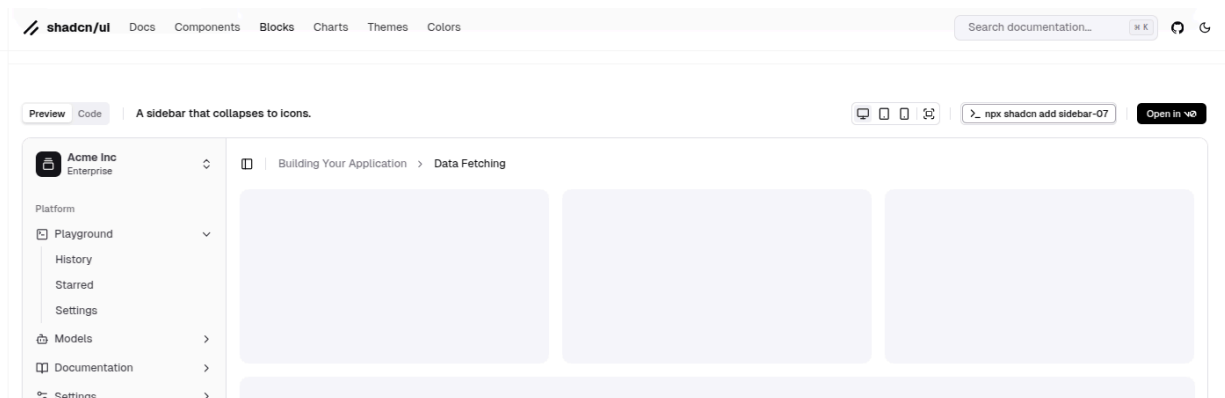 shadcn/ui Docs Components Blocks Charts Themes Colors Search documentation... ⌘ K
Preview Code A sidebar that collapses to icons. npx shadcn add sidebar-07 Open in v0
Acme Inc
Enterprise
Building Your Application > Data Fetching
Platform
Playground
History
Starred
Settings
Models
Documentation
Settings